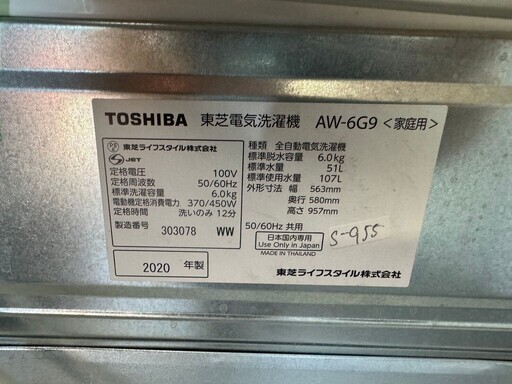 TOSHIBA 東芝電気洗濯機 AW-6G9 <家庭用>
東芝ライフスタイル株式会社
JET
定格電圧 100V
定格周波数 50/60Hz
標準洗濯容量 6.0kg
電動機定格消費電力 370/450W
定格時間 洗いのみ 12分
製造番号 303078 WW
2020 年製
種類 全自動電気洗濯機
標準脱水容量 6.0kg
標準水量 51L
標準使用水量 107L
外形寸法 幅 563mm
奥行 580mm
高さ 957mm
50/60Hz 共用
日本国内専用
Use Only in Japan
MADE IN THAILAND
S-955
東芝ライフスタイル株式会社